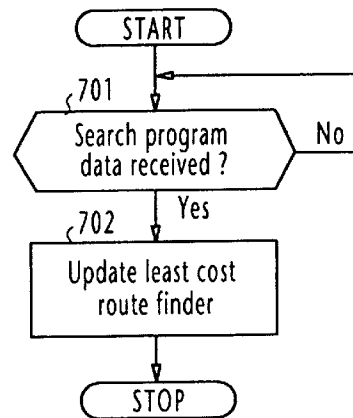 START
701
Search program
data received ?
No
Yes
702
Update least cost
route finder
STOP